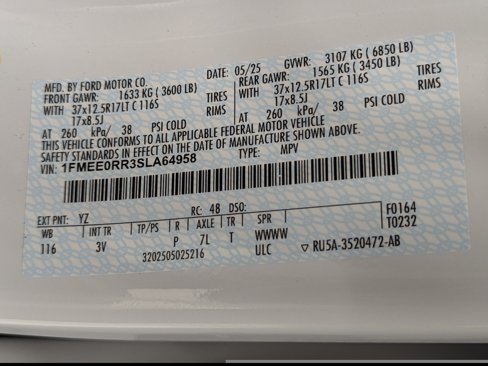 MFD. BY FORD MOTOR CO.
DATE: 05/25 GVWR: 3107 KG ( 6850 LB)
FRONT GAWR: 1633 KG ( 3600 LB) REAR GAWR: 1565 KG ( 3450 LB)
WITH 37x12.5R17LT C 116S TIRES WITH 37x12.5R17LT C 116S TIRES
17x8.5J RIMS 17x8.5J RIMS
AT 260 kPa/ 38 PSI COLD AT 260 kPa/ 38 PSI COLD
THIS VEHICLE CONFORMS TO ALL APPLICABLE FEDERAL MOTOR VEHICLE
SAFETY STANDARDS IN EFFECT ON THE DATE OF MANUFACTURE SHOWN ABOVE.
VIN: 1FMEE0RR3SLA64958 TYPE: MPV
EXT PNT: YZ RC: 48 DSO: F0164
WB INT TR TP/PS R AXLE TR SPR T0232
116 3V P 7L T WWWW
3202505025216 ULC ▽ RU5A-3520472-AB